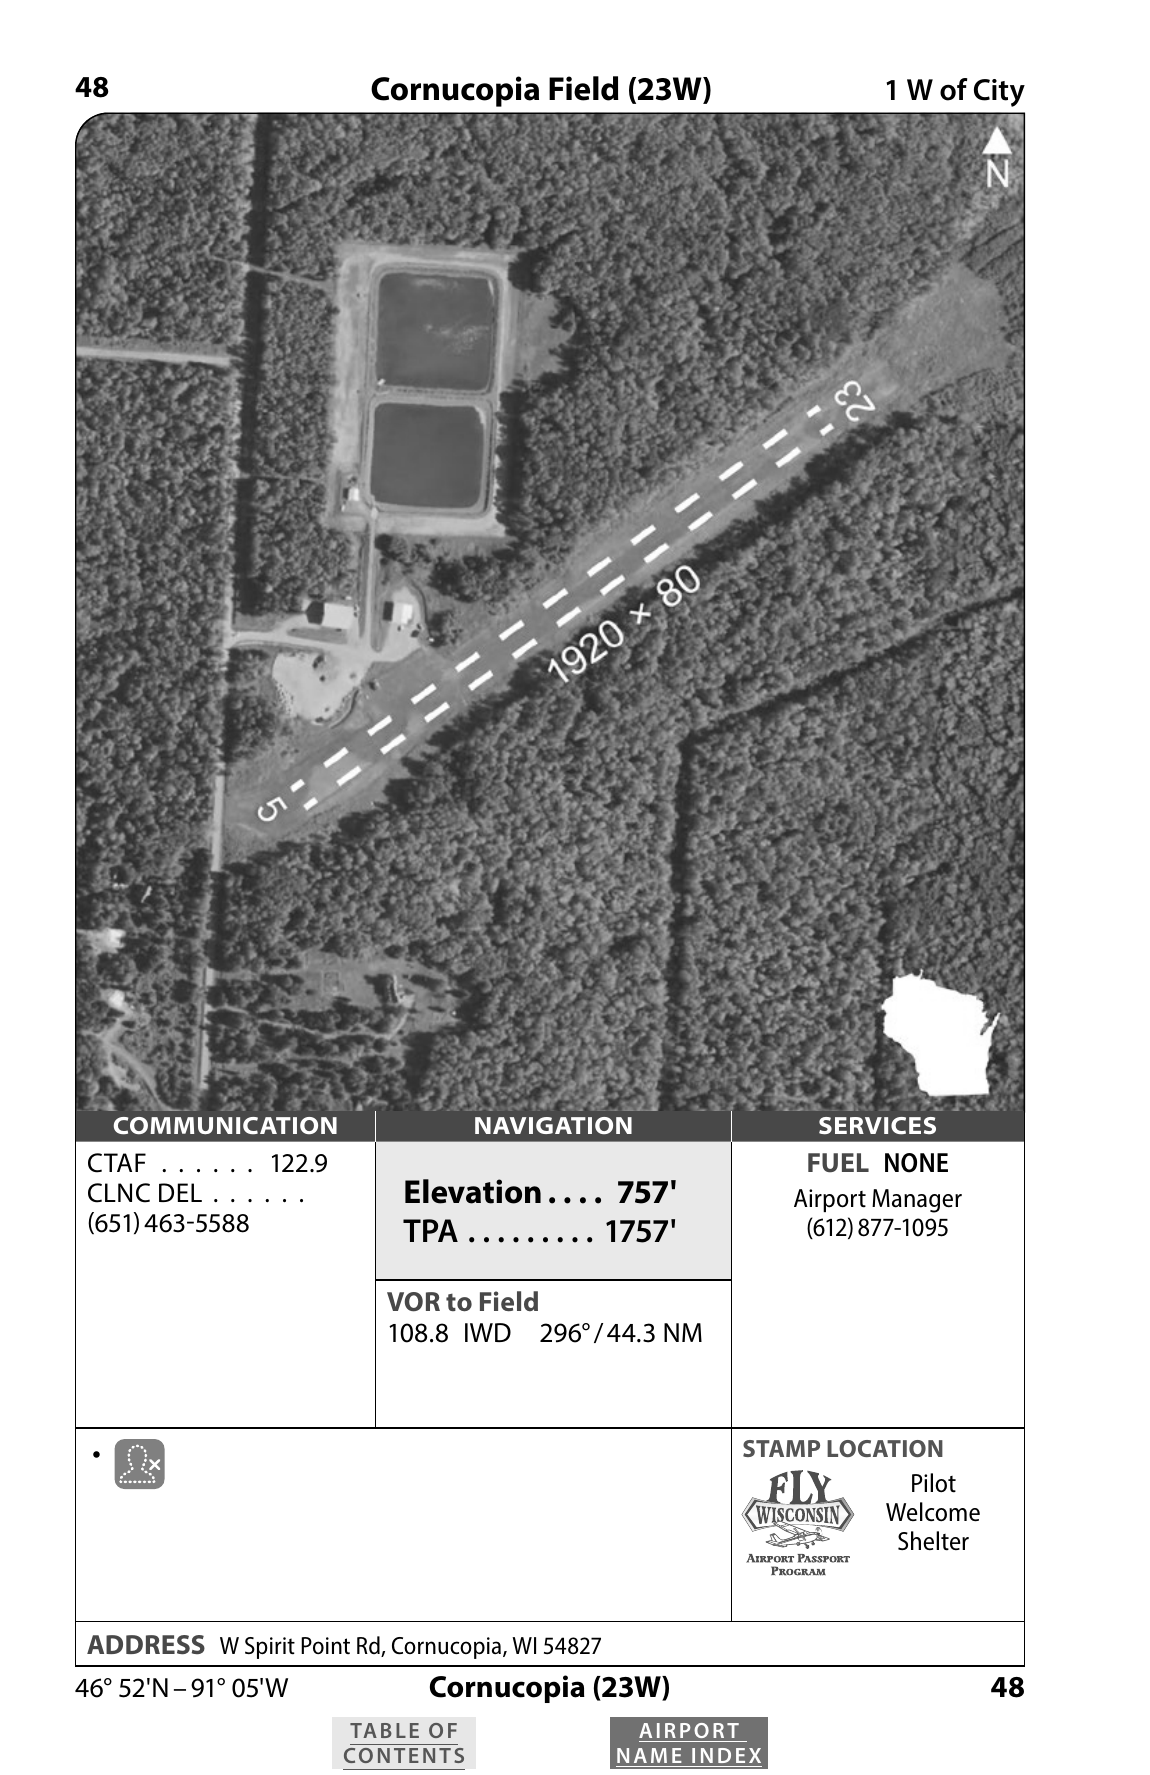 48 Cornucopia Field (23W) 1 W of City
N
23
1920 × 80
5
COMMUNICATION NAVIGATION SERVICES
CTAF . . . . . . 122.9
CLNC DEL . . . . . .
(651) 463-5588
Elevation . . . . 757'
TPA . . . . . . . . . 1757'
VOR to Field
108.8 IWD 296° / 44.3 NM
FUEL NONE
Airport Manager
(612) 877-1095
•
STAMP LOCATION
FLY
WISCONSIN
AIRPORT PASSPORT
PROGRAM
Pilot
Welcome
Shelter
ADDRESS W Spirit Point Rd, Cornucopia, WI 54827
46° 52'N – 91° 05'W Cornucopia (23W) 48
TABLE OF
CONTENTS
AIRPORT
NAME INDEX